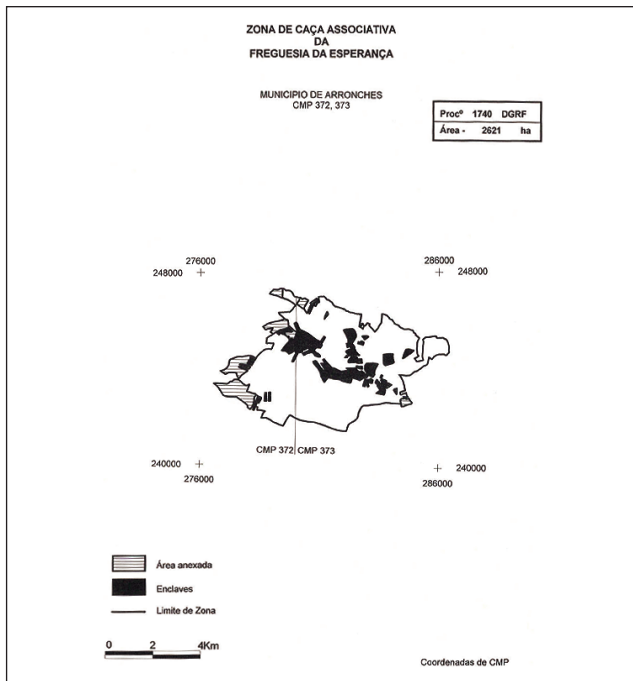 ZONA DE CAÇA ASSOCIATIVA
DA
FREGUESIA DA ESPERANÇA
MUNICIPIO DE ARRONCHES
CMP 372, 373
Procº 1740 DGRF
Área - 2621 ha
276000
248000
286000
248000
CMP 372 CMP 373
240000
276000
240000
286000
Área anexada
Enclaves
Limite de Zona
0 2 4Km
Coordenadas de CMP